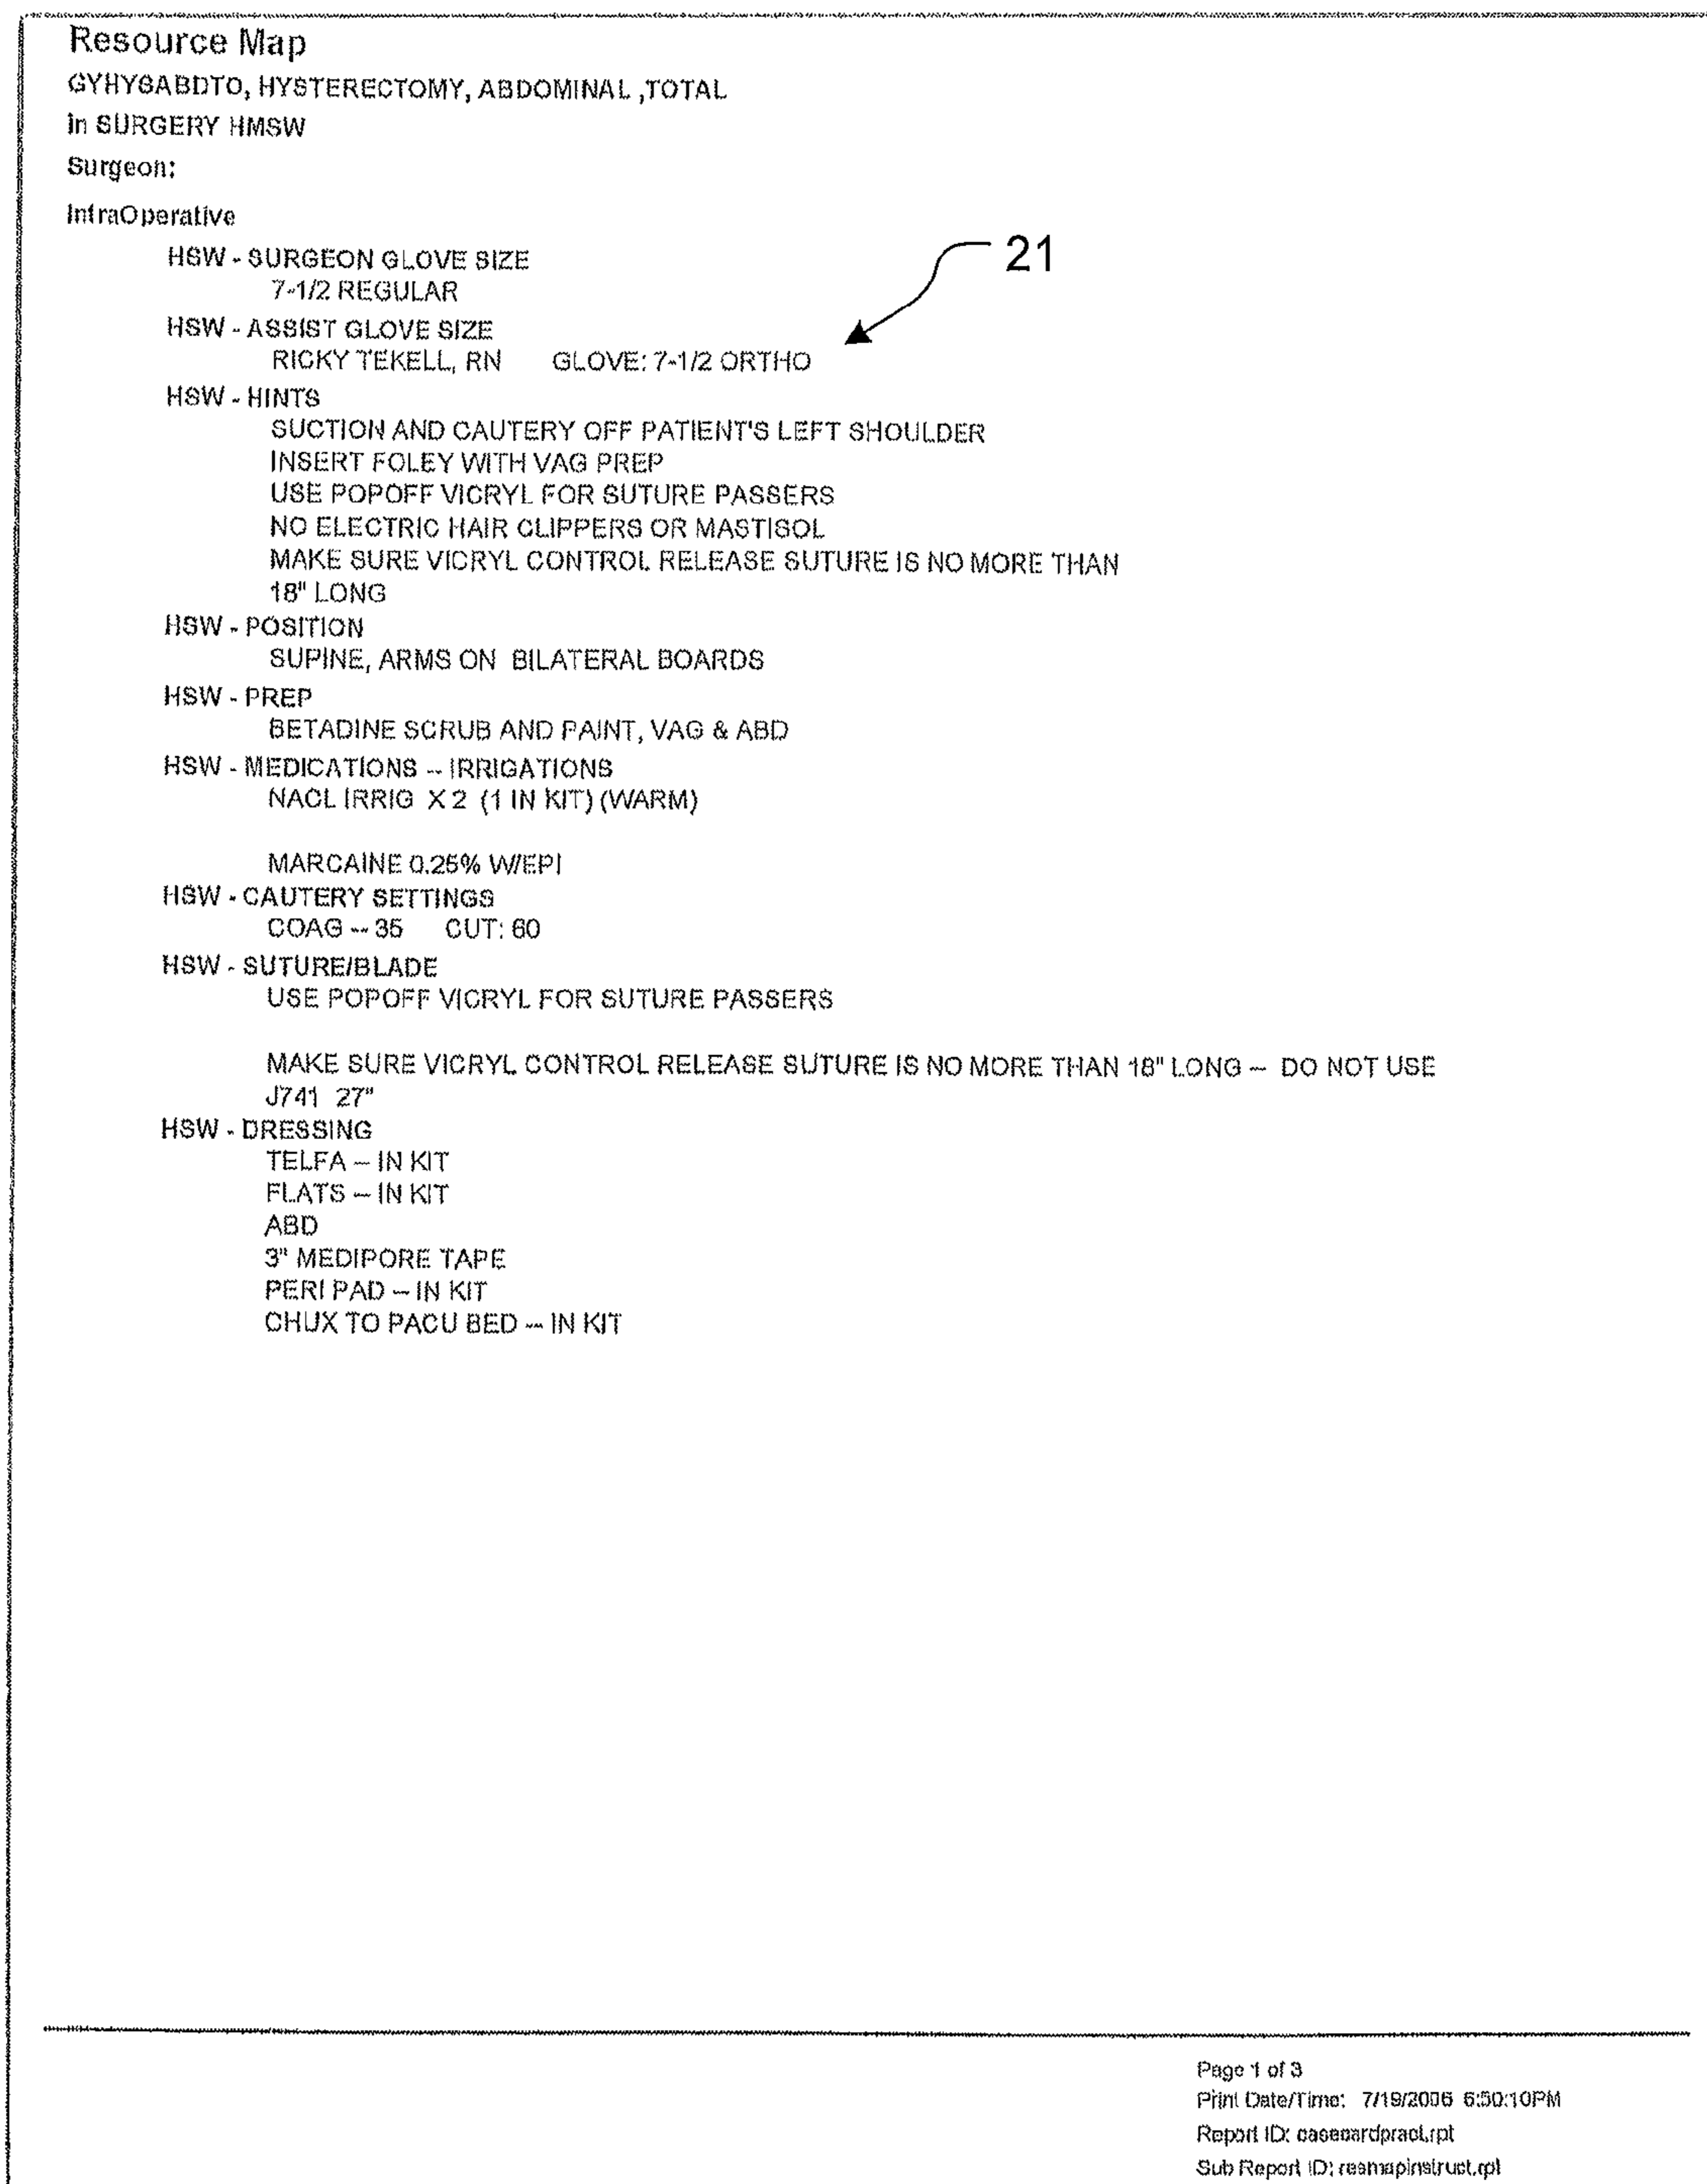 Resource Map
GYHYSABDTO, HYSTERECTOMY, ABDOMINAL ,TOTAL
in SURGERY HMSW
Surgeon:
IntraOperative
21
HSW - SURGEON GLOVE SIZE
7-1/2 REGULAR
HSW - ASSIST GLOVE SIZE
RICKY TEKELL, RN GLOVE: 7-1/2 ORTHO
HSW - HINTS
SUCTION AND CAUTERY OFF PATIENT'S LEFT SHOULDER
INSERT FOLEY WITH VAG PREP
USE POPOFF VICRYL FOR SUTURE PASSERS
NO ELECTRIC HAIR CLIPPERS OR MASTISOL
MAKE SURE VICRYL CONTROL RELEASE SUTURE IS NO MORE THAN
18" LONG
HSW - POSITION
SUPINE, ARMS ON BILATERAL BOARDS
HSW - PREP
BETADINE SCRUB AND PAINT, VAG & ABD
HSW - MEDICATIONS -- IRRIGATIONS
NACL IRRIG X 2 (1 IN KIT) (WARM)
MARCAINE 0.25% W/EPI
HSW - CAUTERY SETTINGS
COAG -- 35 CUT: 60
HSW - SUTURE/BLADE
USE POPOFF VICRYL FOR SUTURE PASSERS
MAKE SURE VICRYL CONTROL RELEASE SUTURE IS NO MORE THAN 18" LONG -- DO NOT USE
J741 27"
HSW - DRESSING
TELFA -- IN KIT
FLATS -- IN KIT
ABD
3" MEDIPORE TAPE
PERI PAD -- IN KIT
CHUX TO PACU BED -- IN KIT
Page 1 of 3
Print Date/Time: 7/19/2006 6:50:10PM
Report ID: casecardpract.rpt
Sub Report ID: resmapinstruct.rpt